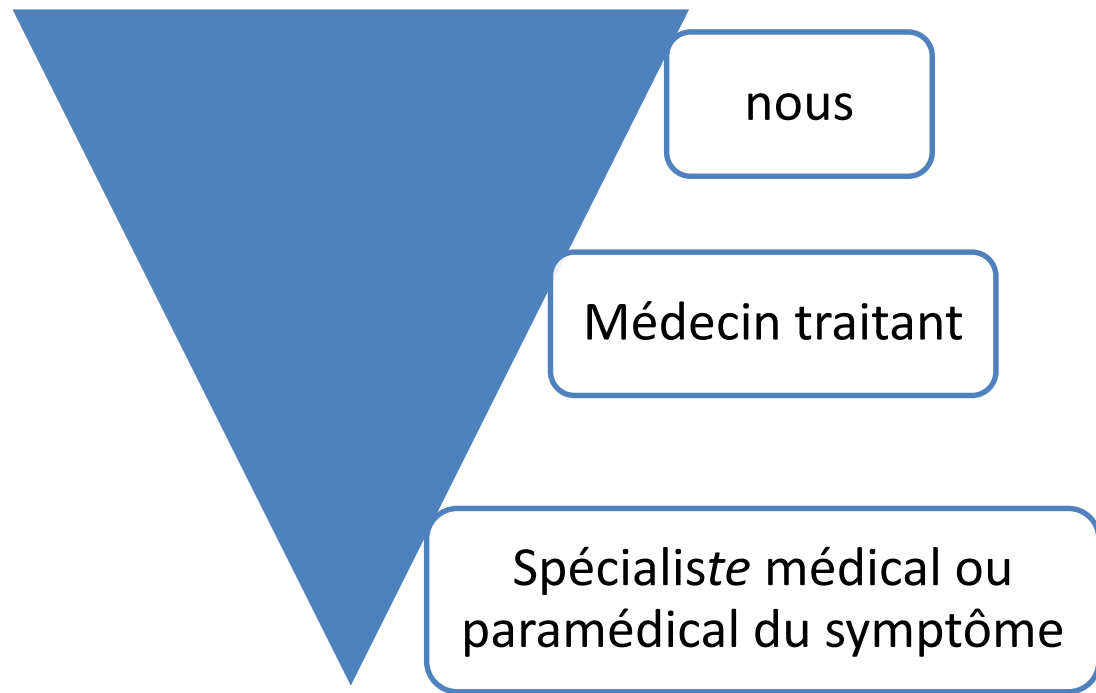 nous
Médecin traitant
Spécialiste médical ou
paramédical du symptôme